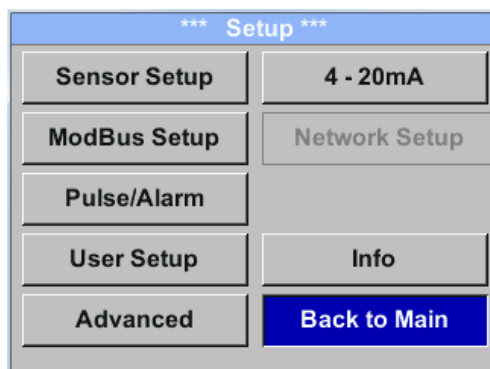 *** Setup ***
Sensor Setup
4 - 20mA
ModBus Setup
Network Setup
Pulse/Alarm
User Setup
Info
Advanced
Back to Main